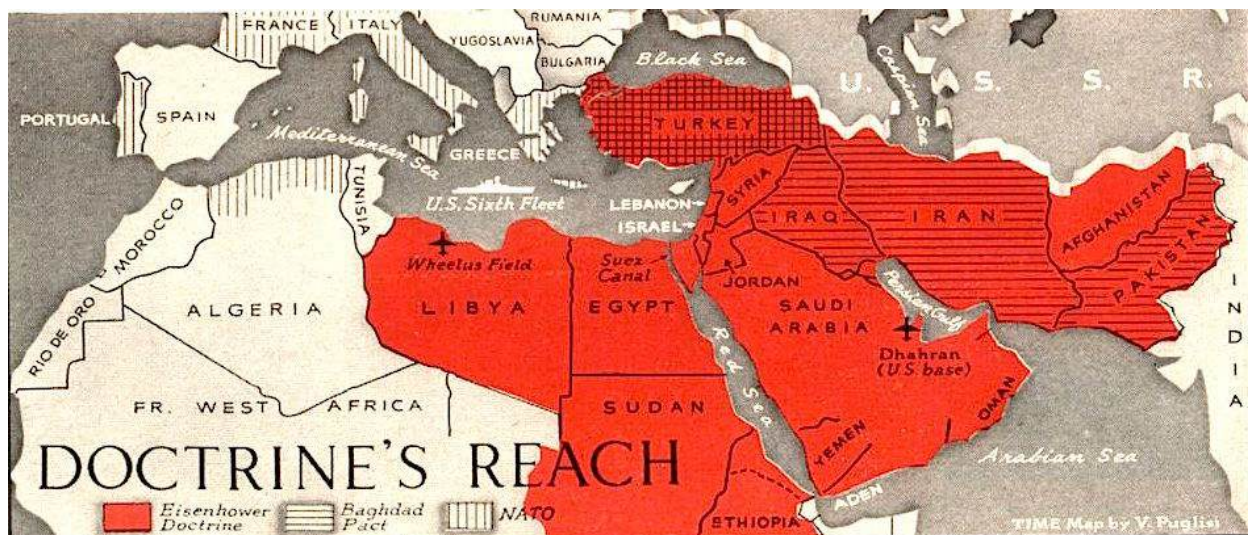 FRANCE
ITALY
RUMANIA
YUGOSLAVIA
BULGARIA
Black Sea
Caspian Sea
U. S. S. R.
PORTUGAL
SPAIN
Mediterranean Sea
GREECE
TURKEY
TUNISIA
U.S. Sixth Fleet
LEBANON
ISRAEL
SYRIA
IRAQ
IRAN
AFGHANISTAN
PAKISTAN
MOROCCO
Wheelus Field
Suez
Canal
JORDAN
RIO DE ORO
ALGERIA
LIBYA
EGYPT
SAUDI
ARABIA
Persian Gulf
Dhahran
(U.S. base)
INDIA
Red Sea
FR. WEST AFRICA
SUDAN
OMAN
YEMEN
Arabian Sea
DOCTRINE'S REACH
ADEN
Eisenhower
Doctrine
Baghdad
Pact
NATO
ETHIOPIA
TIME Map by V. Puglisi